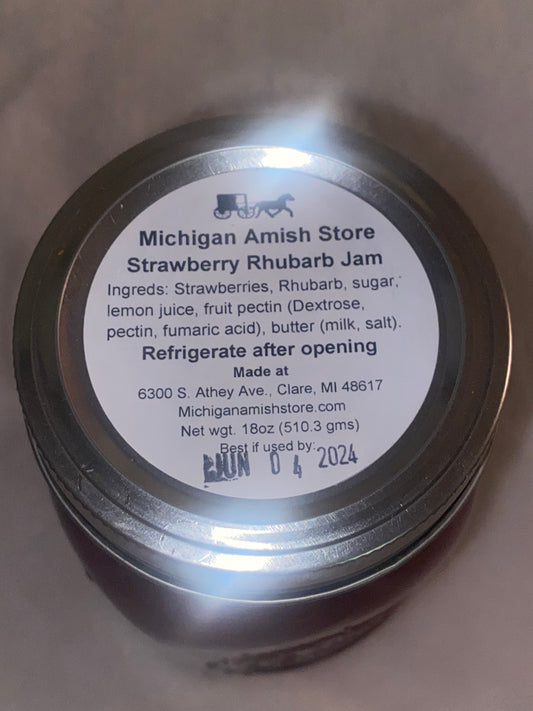 Michigan Amish Store
Strawberry Rhubarb Jam
Ingreds: Strawberries, Rhubarb, sugar,
lemon juice, fruit pectin (Dextrose,
pectin, fumaric acid), butter (milk, salt).
Refrigerate after opening
Made at
6300 S. Athey Ave., Clare, MI 48617
Michiganamishstore.com
Net wgt. 18oz (510.3 gms)
Best if used by:
JUN 04 2024